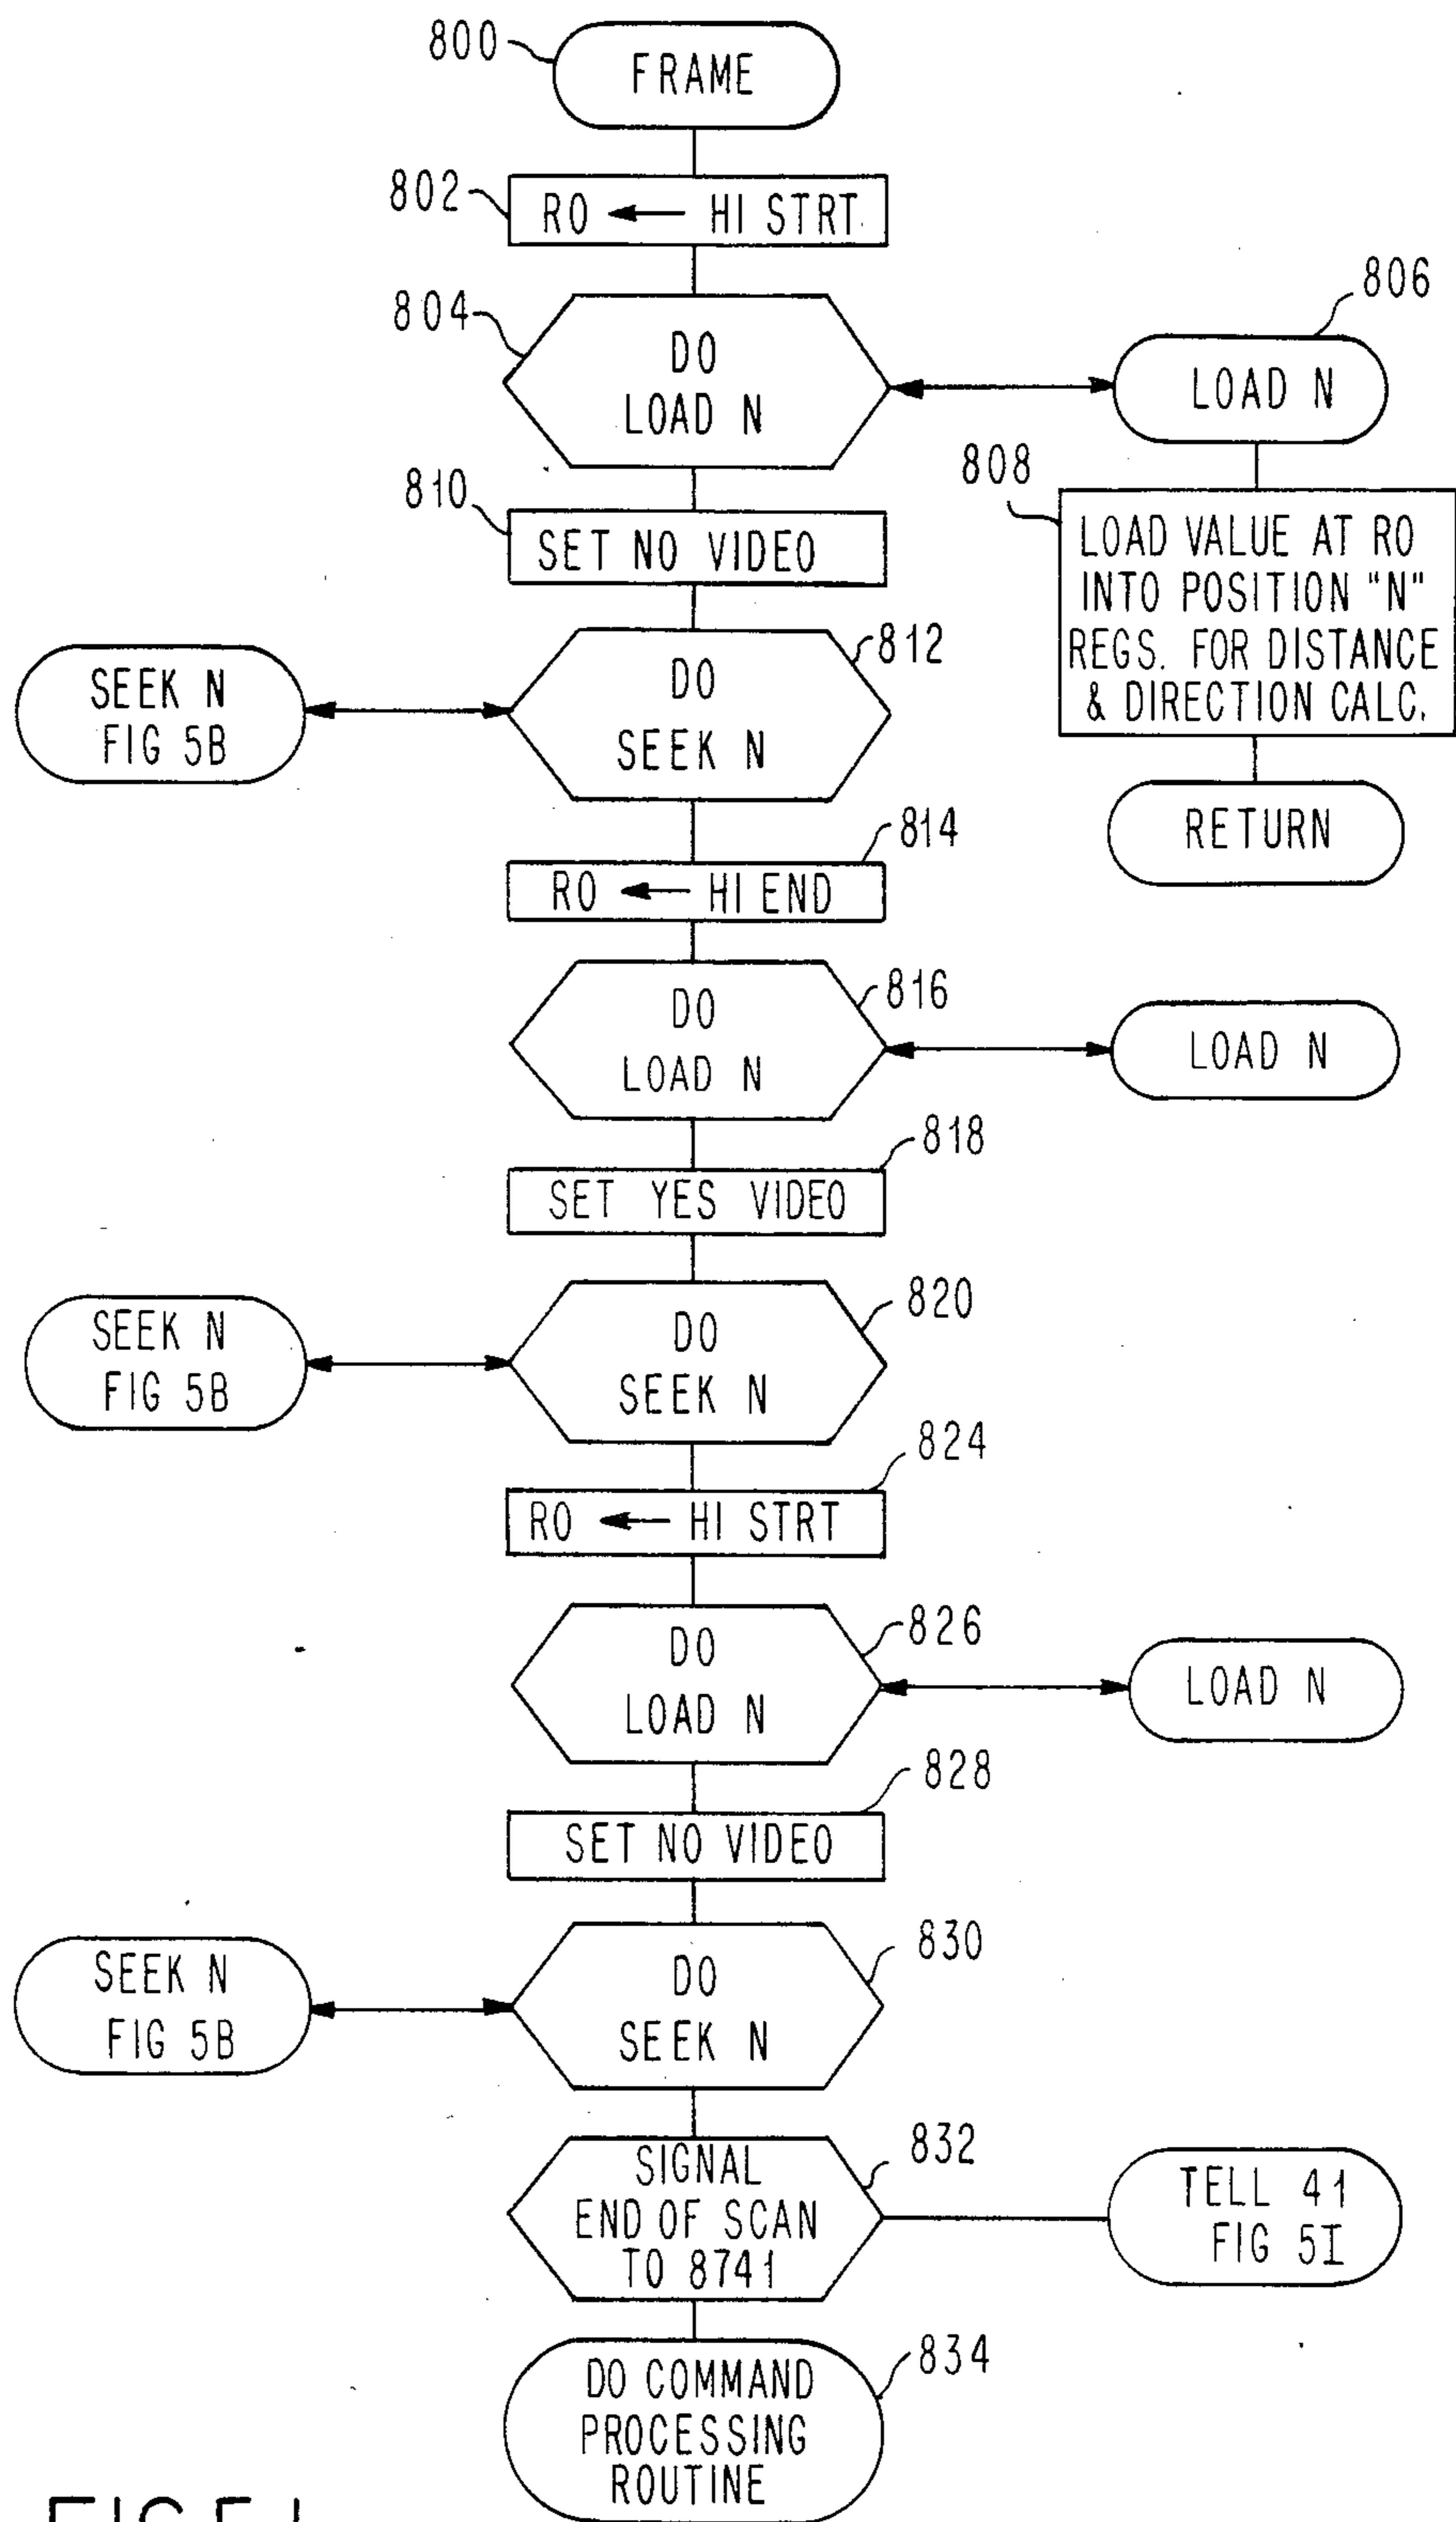 800
FRAME
802
RO ← HI STRT
804
DO
LOAD N
806
LOAD N
808
LOAD VALUE AT RO
INTO POSITION "N"
REGS. FOR DISTANCE
& DIRECTION CALC.
RETURN
810
SET NO VIDEO
812
DO
SEEK N
SEEK N
FIG 5B
814
RO ← HI END
816
DO
LOAD N
LOAD N
818
SET YES VIDEO
820
DO
SEEK N
SEEK N
FIG 5B
824
RO ← HI STRT
826
DO
LOAD N
LOAD N
828
SET NO VIDEO
830
DO
SEEK N
SEEK N
FIG 5B
832
SIGNAL
END OF SCAN
TO 8741
TELL 41
FIG 5I
834
DO COMMAND
PROCESSING
ROUTINE